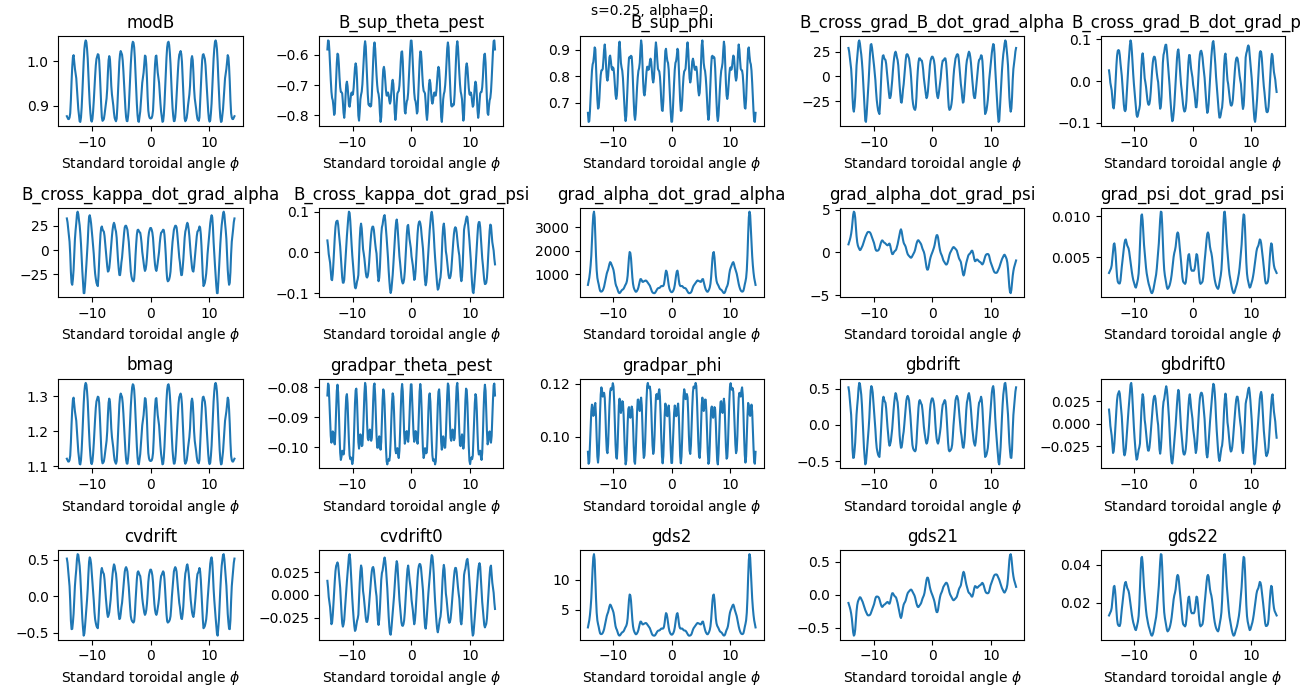 s=0.25, alpha=0
modB
B_sup_theta_pest
B_sup_phi
B_cross_grad_B_dot_grad_alpha
B_cross_grad_B_dot_grad_p
1.0
0.9
−10
0
10
Standard toroidal angle ϕ
−0.6
−0.7
−0.8
−10
0
10
Standard toroidal angle ϕ
0.9
0.8
0.7
−10
0
10
Standard toroidal angle ϕ
25
0
−25
−10
0
10
Standard toroidal angle ϕ
0.1
0.0
−0.1
−10
0
10
Standard toroidal angle ϕ
B_cross_kappa_dot_grad_alpha
B_cross_kappa_dot_grad_psi
grad_alpha_dot_grad_alpha
grad_alpha_dot_grad_psi
grad_psi_dot_grad_psi
25
0
−25
−10
0
10
Standard toroidal angle ϕ
0.1
0.0
−0.1
−10
0
10
Standard toroidal angle ϕ
3000
2000
1000
−10
0
10
Standard toroidal angle ϕ
5
0
−5
−10
0
10
Standard toroidal angle ϕ
0.010
0.005
−10
0
10
Standard toroidal angle ϕ
bmag
gradpar_theta_pest
gradpar_phi
gbdrift
gbdrift0
1.3
1.2
1.1
−10
0
10
Standard toroidal angle ϕ
−0.08
−0.09
−0.10
−10
0
10
Standard toroidal angle ϕ
0.12
0.10
−10
0
10
Standard toroidal angle ϕ
0.5
0.0
−0.5
−10
0
10
Standard toroidal angle ϕ
0.025
0.000
−0.025
−10
0
10
Standard toroidal angle ϕ
cvdrift
cvdrift0
gds2
gds21
gds22
0.5
0.0
−0.5
−10
0
10
Standard toroidal angle ϕ
0.025
0.000
−0.025
−10
0
10
Standard toroidal angle ϕ
10
5
−10
0
10
Standard toroidal angle ϕ
0.5
0.0
−0.5
−10
0
10
Standard toroidal angle ϕ
0.04
0.02
−10
0
10
Standard toroidal angle ϕ